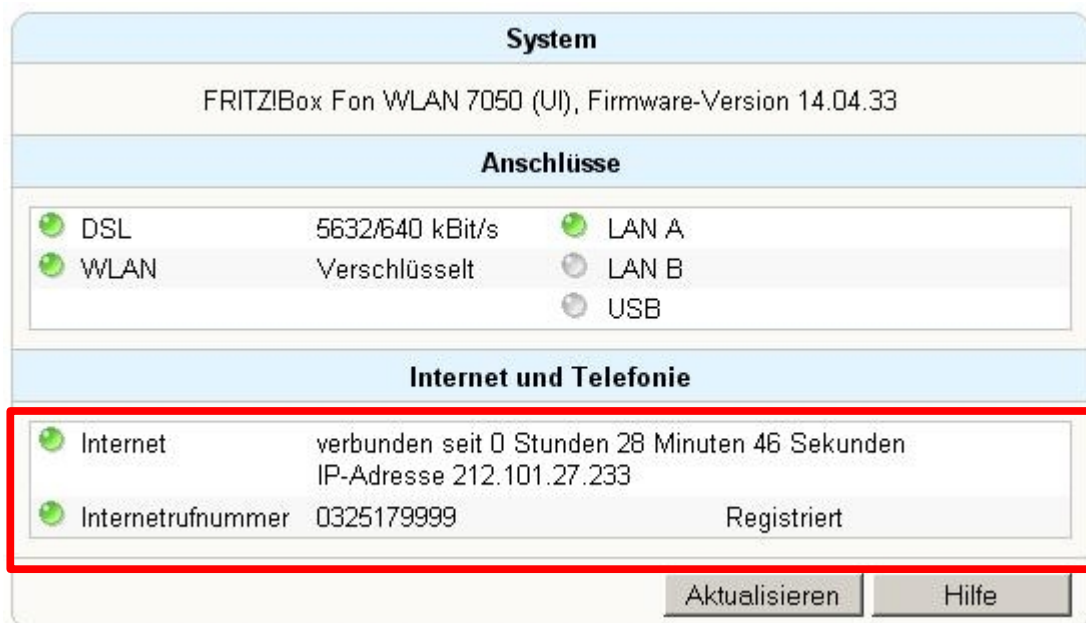 System
FRITZ!Box Fon WLAN 7050 (UI), Firmware-Version 14.04.33
Anschlüsse
DSL 5632/640 kBit/s LAN A
WLAN Verschlüsselt LAN B
USB
Internet und Telefonie
Internet verbunden seit 0 Stunden 28 Minuten 46 Sekunden
IP-Adresse 212.101.27.233
Internetrufnummer 0325179999 Registriert
Aktualisieren Hilfe